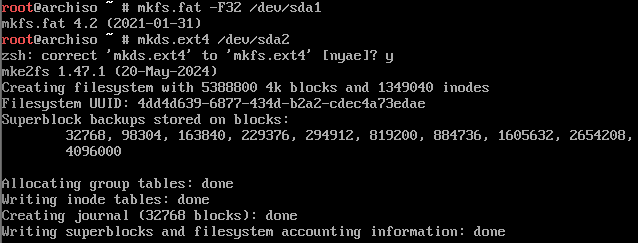 root@archiso ~ # mkfs.fat -F32 /dev/sda1
mkfs.fat 4.2 (2021-01-31)
root@archiso ~ # mkds.ext4 /dev/sda2
zsh: correct 'mkds.ext4' to 'mkfs.ext4' [nyae]? y
mke2fs 1.47.1 (20-May-2024)
Creating filesystem with 5388800 4k blocks and 1349040 inodes
Filesystem UUID: 4dd4d639-6877-434d-b2a2-cdec4a73edae
Superblock backups stored on blocks:
        32768, 98304, 163840, 229376, 294912, 819200, 884736, 1605632, 2654208,
        4096000

Allocating group tables: done
Writing inode tables: done
Creating journal (32768 blocks): done
Writing superblocks and filesystem accounting information: done